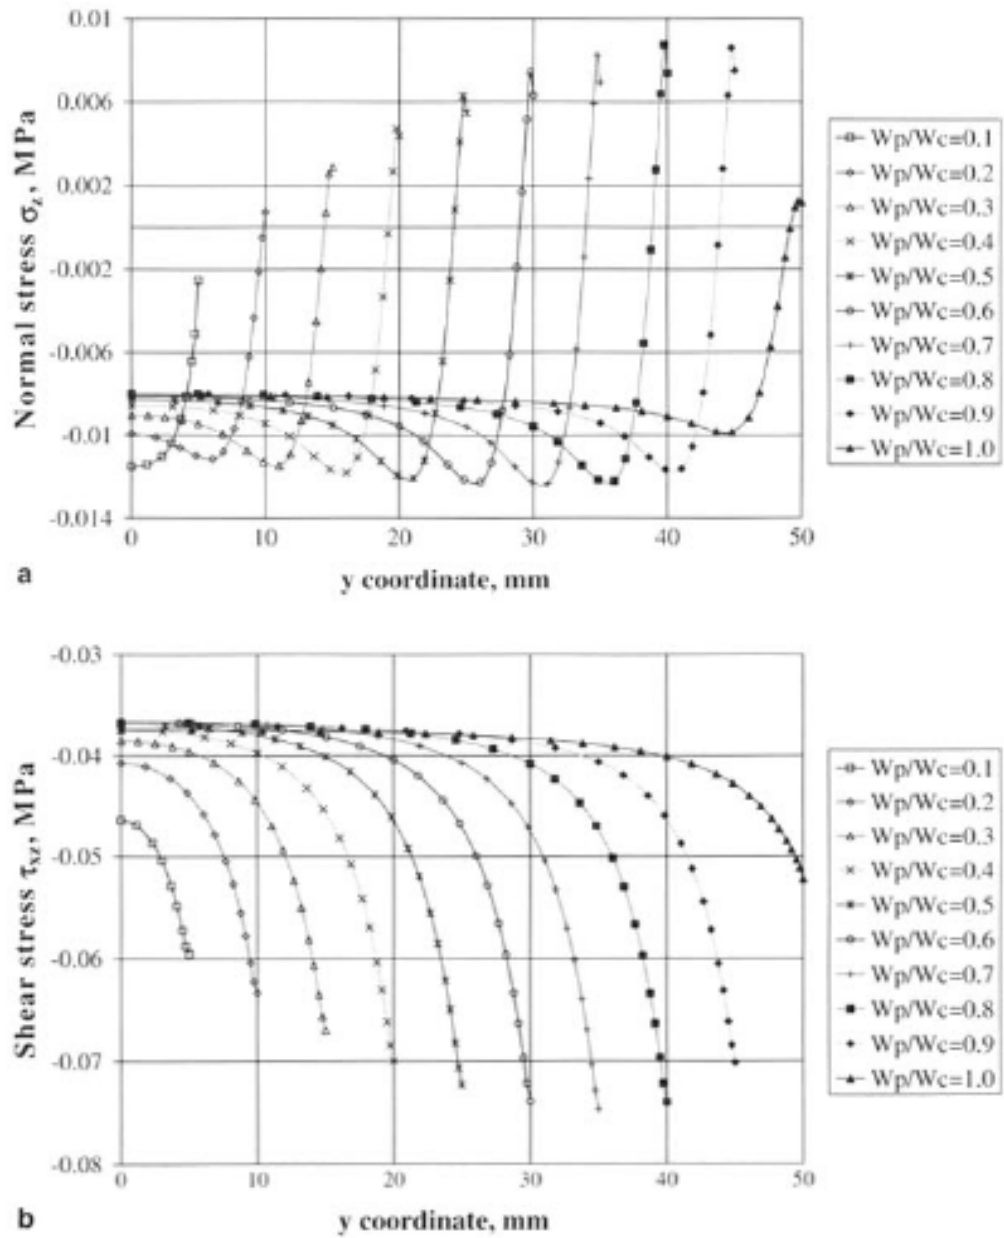 0.01
0.006
0.002
-0.002
-0.006
-0.01
-0.014
Normal stress σz, MPa
0 10 20 30 40 50
y coordinate, mm
a
Wp/Wc=0.1
Wp/Wc=0.2
Wp/Wc=0.3
Wp/Wc=0.4
Wp/Wc=0.5
Wp/Wc=0.6
Wp/Wc=0.7
Wp/Wc=0.8
Wp/Wc=0.9
Wp/Wc=1.0
-0.03
-0.04
-0.05
-0.06
-0.07
-0.08
Shear stress τxz, MPa
0 10 20 30 40 50
y coordinate, mm
b
Wp/Wc=0.1
Wp/Wc=0.2
Wp/Wc=0.3
Wp/Wc=0.4
Wp/Wc=0.5
Wp/Wc=0.6
Wp/Wc=0.7
Wp/Wc=0.8
Wp/Wc=0.9
Wp/Wc=1.0